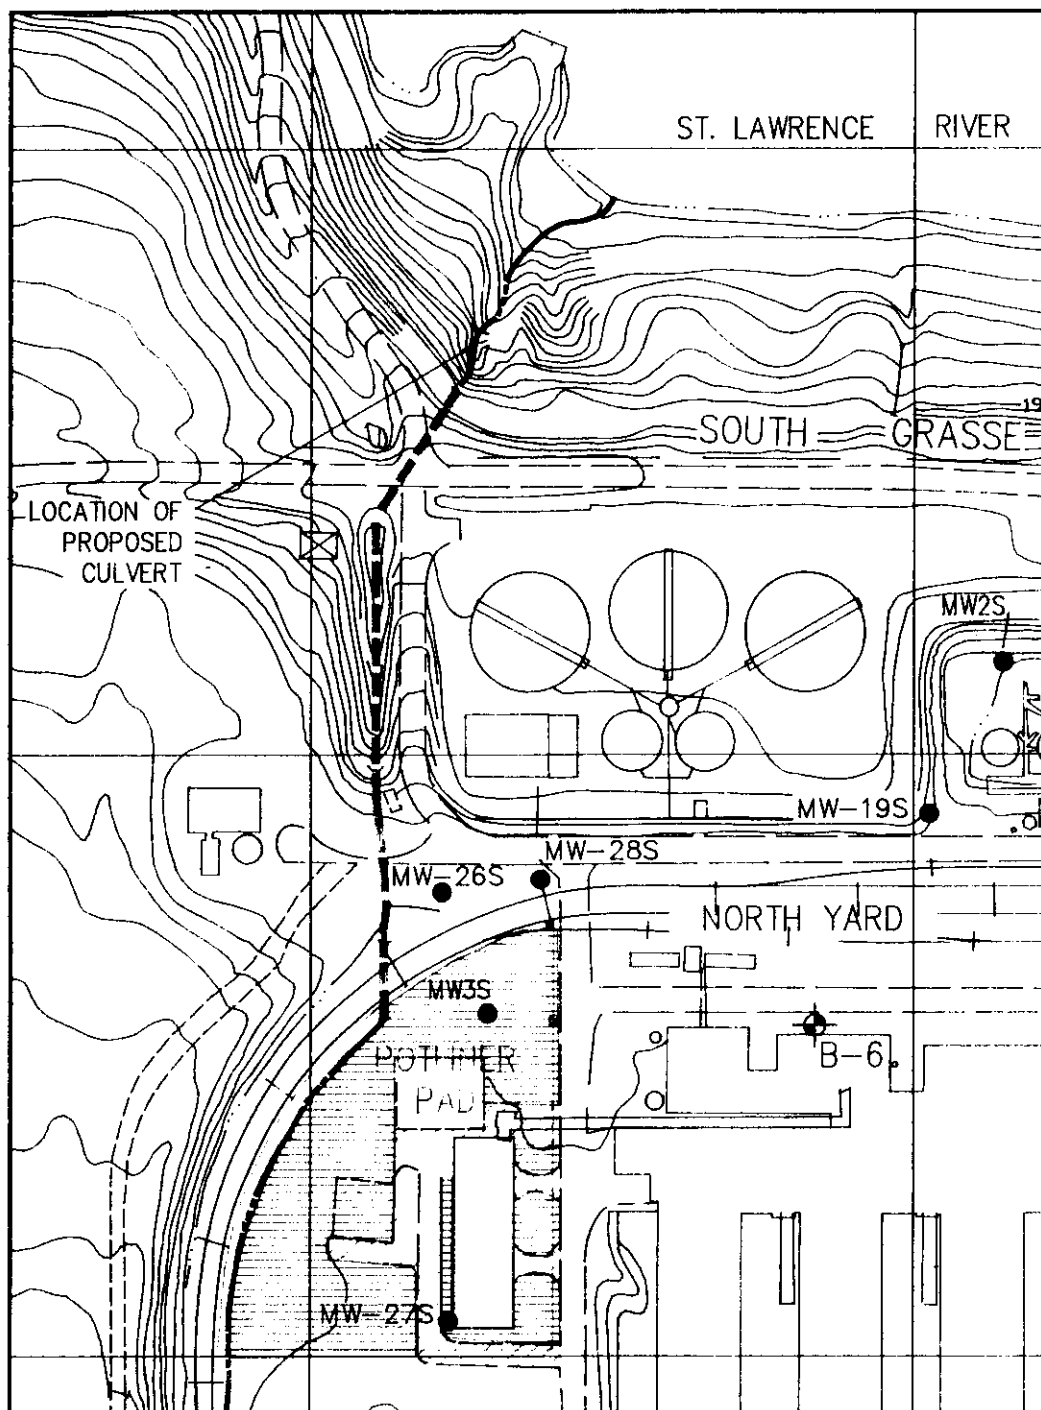 ST. LAWRENCE RIVER
19
SOUTH GRASSE
LOCATION OF
PROPOSED
CULVERT
MW2S
MW-19S
MW-28S
MW-26S
NORTH YARD
MW3S
POTLINER
PAD
B-6
MW-27S